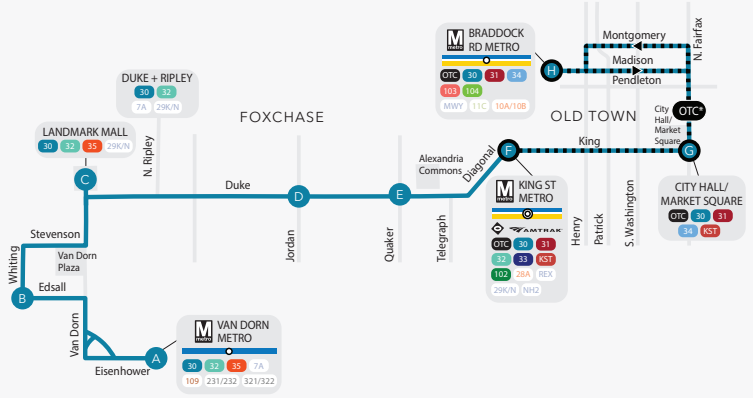 BRADDOCK
RD METRO
M
metro
OTC 30 31 34
103 104
MWY 11C 10A/10B
H
Montgomery
Madison
Pendleton
N. Fairfax
OTC*
City
Hall/
Market
Square
OLD TOWN
DUKE + RIPLEY
30 32
7A 29K/N
FOXCHASE
LANDMARK MALL
30 32 35 29K/N
N. Ripley
C
Duke
D
E
Alexandria
Commons
Diagonal
F
King
G
CITY HALL/
MARKET SQUARE
OTC 30 31
34 KST
M
metro
KING ST
METRO
AMTRAK
OTC 30 31
32 33 KST
102 28A REX
29K/N NH2
Henry
Patrick
S. Washington
Jordan
Quaker
Telegraph
Stevenson
Whiting
Van Dorn
Plaza
B
Edsall
Van Dorn
A
Eisenhower
M
metro
VAN DORN
METRO
30 32 35 7A
109 231/232 321/322